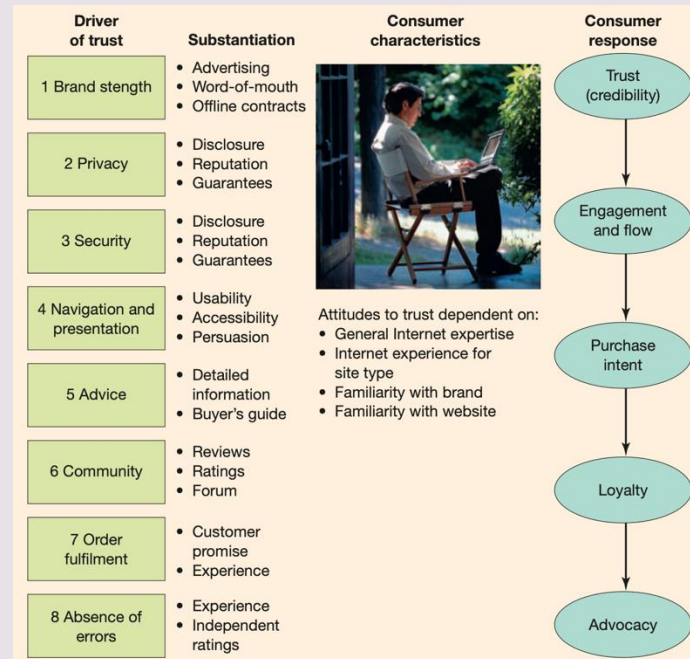 Driver
of trust
Substantiation
Consumer
characteristics
Consumer
response
1 Brand stength
• Advertising
• Word-of-mouth
• Offline contracts
2 Privacy
• Disclosure
• Reputation
• Guarantees
3 Security
• Disclosure
• Reputation
• Guarantees
4 Navigation and
presentation
• Usability
• Accessibility
• Persuasion
5 Advice
• Detailed
information
• Buyer's guide
6 Community
• Reviews
• Ratings
• Forum
7 Order
fulfilment
• Customer
promise
• Experience
8 Absence of
errors
• Experience
• Independent
ratings
Attitudes to trust dependent on:
• General Internet expertise
• Internet experience for
site type
• Familiarity with brand
• Familiarity with website
Trust
(credibility)
Engagement
and flow
Purchase
intent
Loyalty
Advocacy